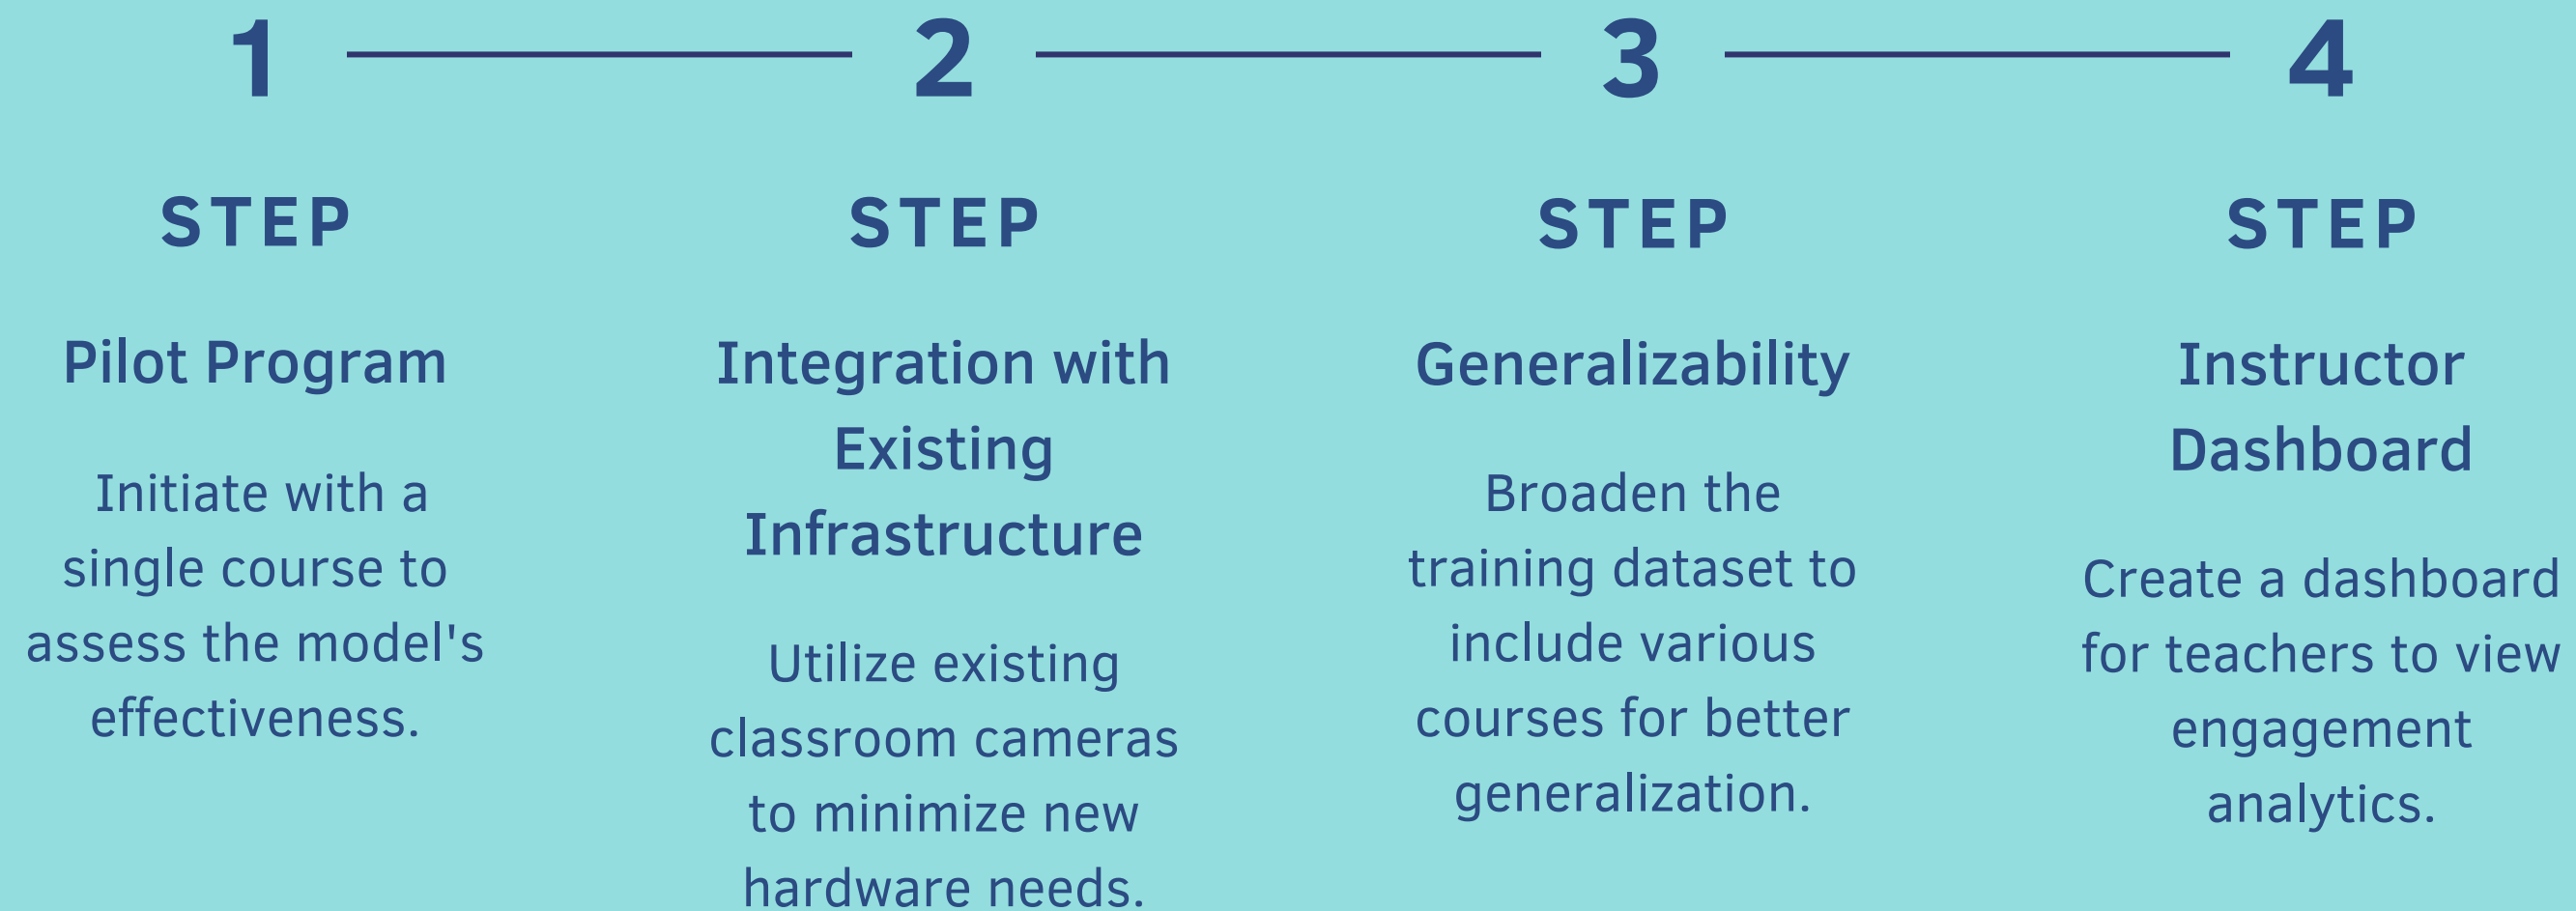 1
STEP
Pilot Program
Initiate with a
single course to
assess the model's
effectiveness.
2
STEP
Integration with
Existing
Infrastructure
Utilize existing
classroom cameras
to minimize new
hardware needs.
3
STEP
Generalizability
Broaden the
training dataset to
include various
courses for better
generalization.
4
STEP
Instructor
Dashboard
Create a dashboard
for teachers to view
engagement
analytics.